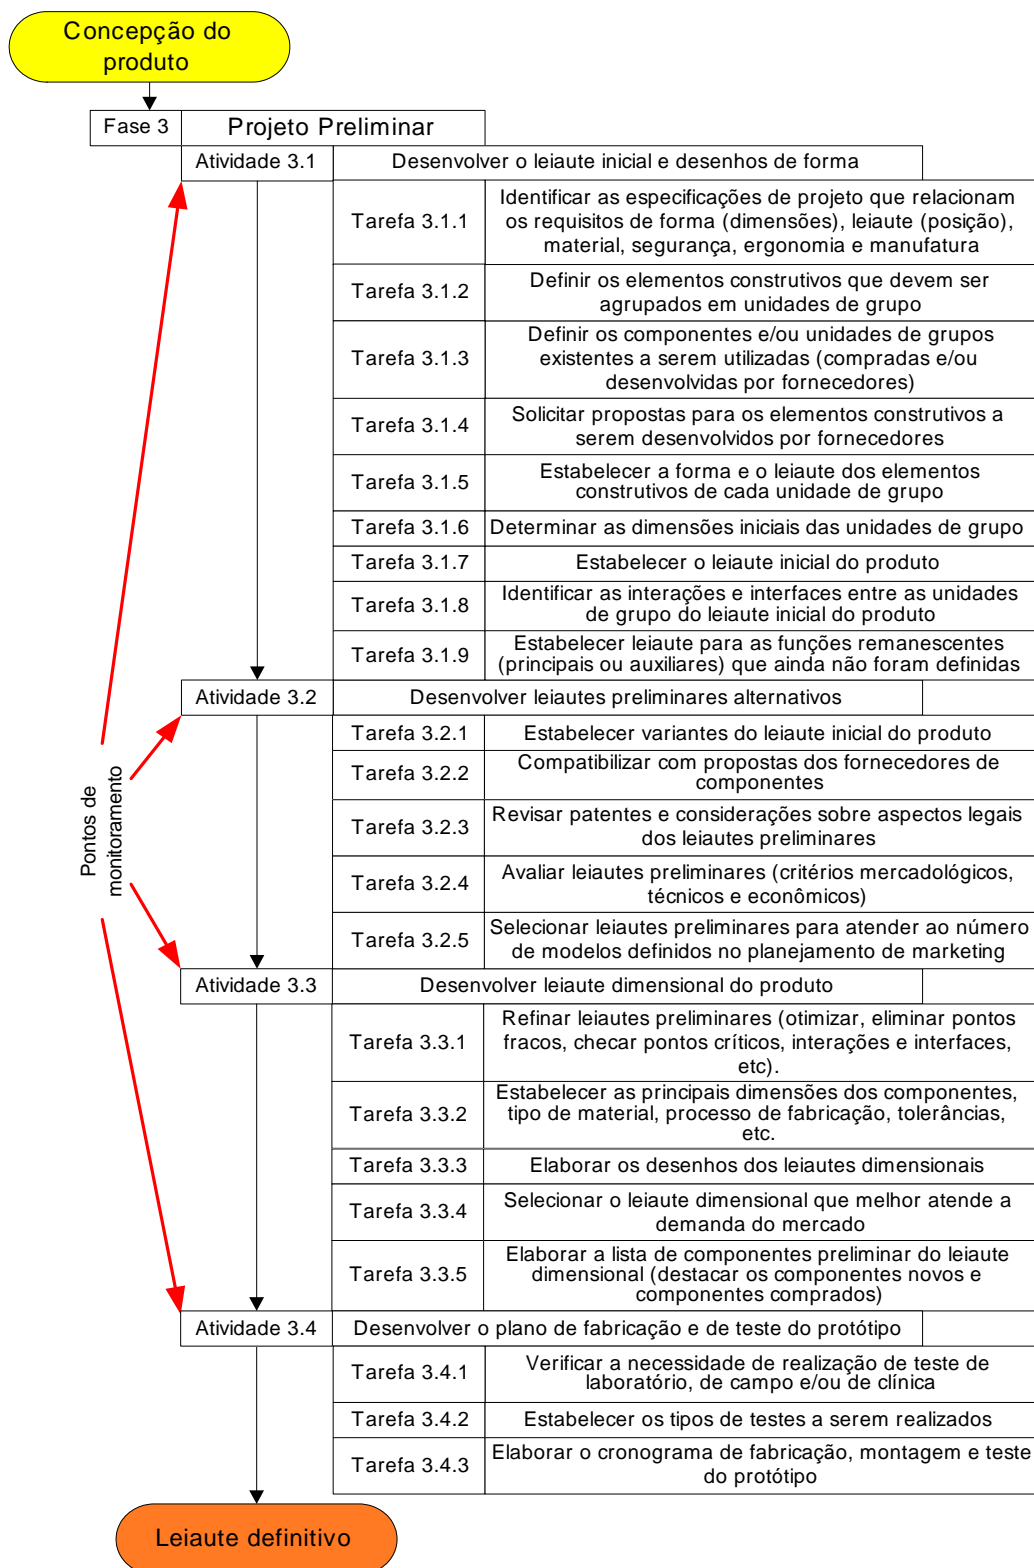 Concepção do
produto
Fase 3
Projeto Preliminar
Atividade 3.1
Desenvolver o leiaute inicial e desenhos de forma
Tarefa 3.1.1
Identificar as especificações de projeto que relacionam
os requisitos de forma (dimensões), leiaute (posição),
material, segurança, ergonomia e manufatura
Tarefa 3.1.2
Definir os elementos construtivos que devem ser
agrupados em unidades de grupo
Tarefa 3.1.3
Definir os componentes e/ou unidades de grupos
existentes a serem utilizadas (compradas e/ou
desenvolvidas por fornecedores)
Tarefa 3.1.4
Solicitar propostas para os elementos construtivos a
serem desenvolvidos por fornecedores
Tarefa 3.1.5
Estabelecer a forma e o leiaute dos elementos
construtivos de cada unidade de grupo
Tarefa 3.1.6
Determinar as dimensões iniciais das unidades de grupo
Tarefa 3.1.7
Estabelecer o leiaute inicial do produto
Tarefa 3.1.8
Identificar as interações e interfaces entre as unidades
de grupo do leiaute inicial do produto
Tarefa 3.1.9
Estabelecer leiaute para as funções remanescentes
(principais ou auxiliares) que ainda não foram definidas
Atividade 3.2
Desenvolver leiautes preliminares alternativos
Tarefa 3.2.1
Estabelecer variantes do leiaute inicial do produto
Tarefa 3.2.2
Compatibilizar com propostas dos fornecedores de
componentes
Tarefa 3.2.3
Revisar patentes e considerações sobre aspectos legais
dos leiautes preliminares
Tarefa 3.2.4
Avaliar leiautes preliminares (critérios mercadológicos,
técnicos e econômicos)
Tarefa 3.2.5
Selecionar leiautes preliminares para atender ao número
de modelos definidos no planejamento de marketing
Pontos de
monitoramento
Atividade 3.3
Desenvolver leiaute dimensional do produto
Tarefa 3.3.1
Refinar leiautes preliminares (otimizar, eliminar pontos
fracos, checar pontos críticos, interações e interfaces,
etc).
Tarefa 3.3.2
Estabelecer as principais dimensões dos componentes,
tipo de material, processo de fabricação, tolerâncias,
etc.
Tarefa 3.3.3
Elaborar os desenhos dos leiautes dimensionais
Tarefa 3.3.4
Selecionar o leiaute dimensional que melhor atende a
demanda do mercado
Tarefa 3.3.5
Elaborar a lista de componentes preliminar do leiaute
dimensional (destacar os componentes novos e
componentes comprados)
Atividade 3.4
Desenvolver o plano de fabricação e de teste do protótipo
Tarefa 3.4.1
Verificar a necessidade de realização de teste de
laboratório, de campo e/ou de clínica
Tarefa 3.4.2
Estabelecer os tipos de testes a serem realizados
Tarefa 3.4.3
Elaborar o cronograma de fabricação, montagem e teste
do protótipo
Leiaute definitivo